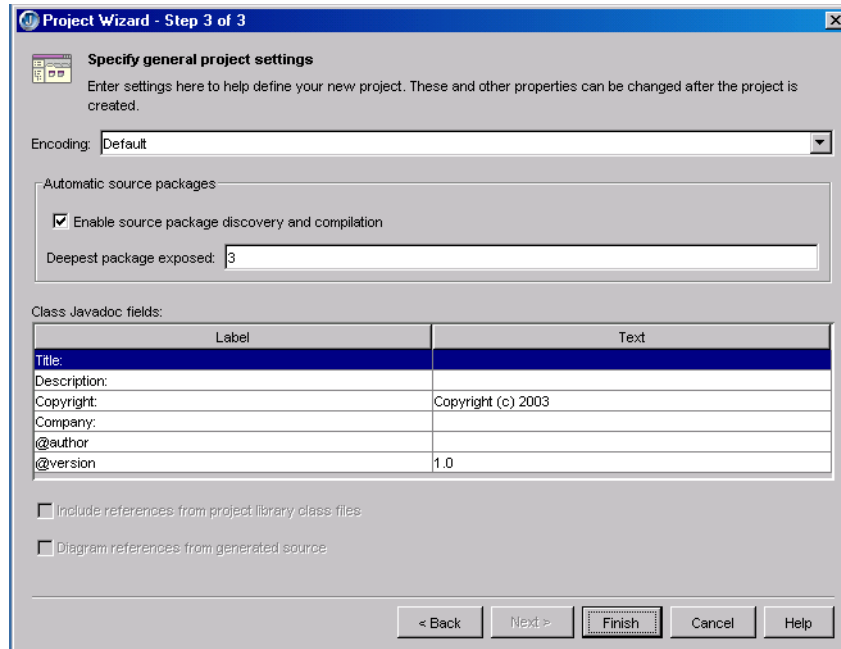 Project Wizard - Step 3 of 3
Specify general project settings
Enter settings here to help define your new project. These and other properties can be changed after the project is
created.
Encoding: Default
Automatic source packages
Enable source package discovery and compilation
Deepest package exposed: 3
Class Javadoc fields:
Label Text
Title:
Description:
Copyright: Copyright (c) 2003
Company:
@author
@version 1.0
Include references from project library class files
Diagram references from generated source
< Back Next > Finish Cancel Help